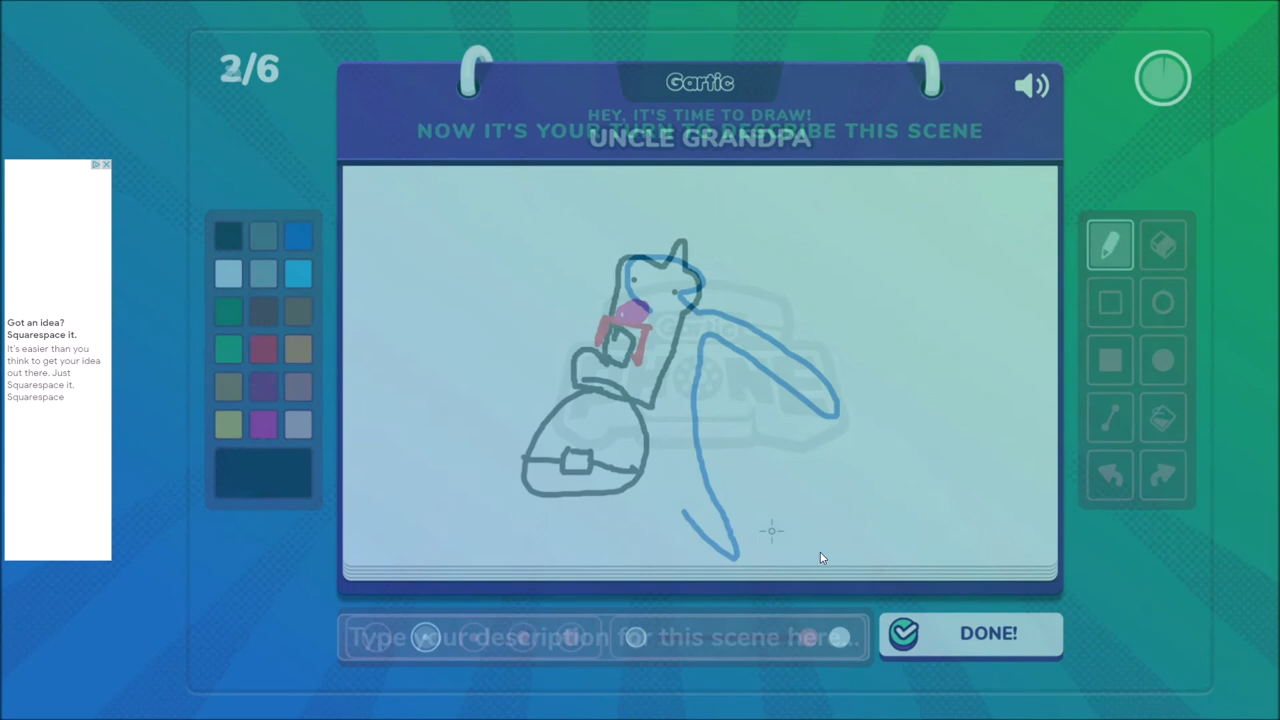 2/6
Gartic
HEY, IT'S TIME TO DRAW!
NOW IT'S YOUR TURN TO DESCRIBE THIS SCENE
UNCLE GRANDPA
Got an idea?
Squarespace it.
It's easier than you
think to get your idea
out there. Just
Squarespace it.
Squarespace
Gartic
PHONE
Type your description for this scene here...
DONE!